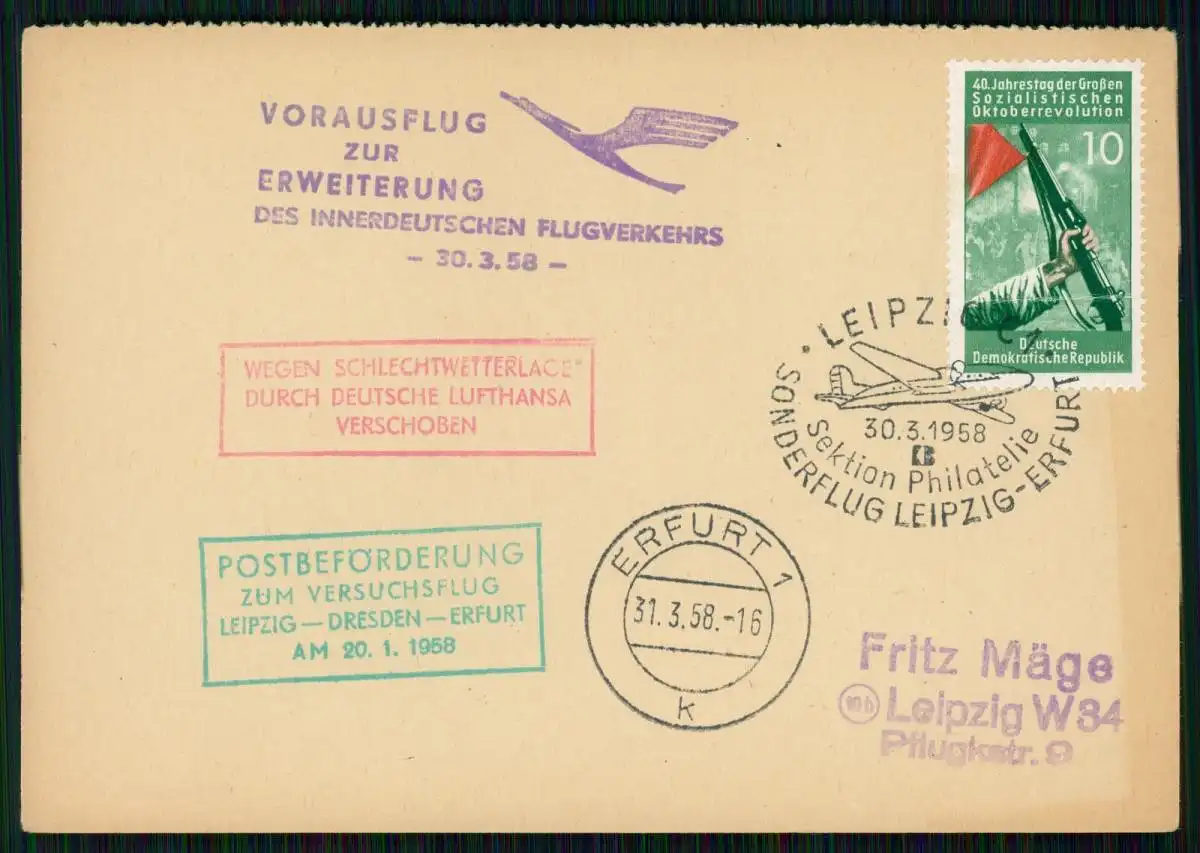 VORAUSFLUG
ZUR
ERWEITERUNG
DES INNERDEUTSCHEN FLUGVERKEHRS
- 30.3.58 -
40. Jahrestag der Großen
Sozialistischen
Oktoberrevolution
10
Deutsche
Demokratische Republik
WEGEN SCHLECHTWETTERLAGE
DURCH DEUTSCHE LUFTHANSA
VERSCHOBEN
LEIPZIG
30.3.1958
Sektion Philatelie
SONDERFLUG LEIPZIG-ERFURT
POSTBEFÖRDERUNG
ZUM VERSUCHSFLUG
LEIPZIG — DRESDEN — ERFURT
AM 20. 1. 1958
ERFURT 1
31.3.58.-16
k
Fritz Mäge
10b Leipzig W34
Pflugkstr. 9